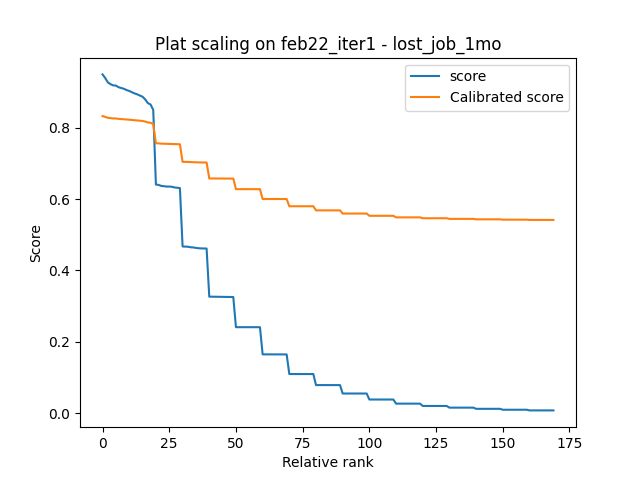 Plat scaling on feb22_iter1 - lost_job_1mo
score
Calibrated score
Score
0.8
0.6
0.4
0.2
0.0
0 25 50 75 100 125 150 175
Relative rank